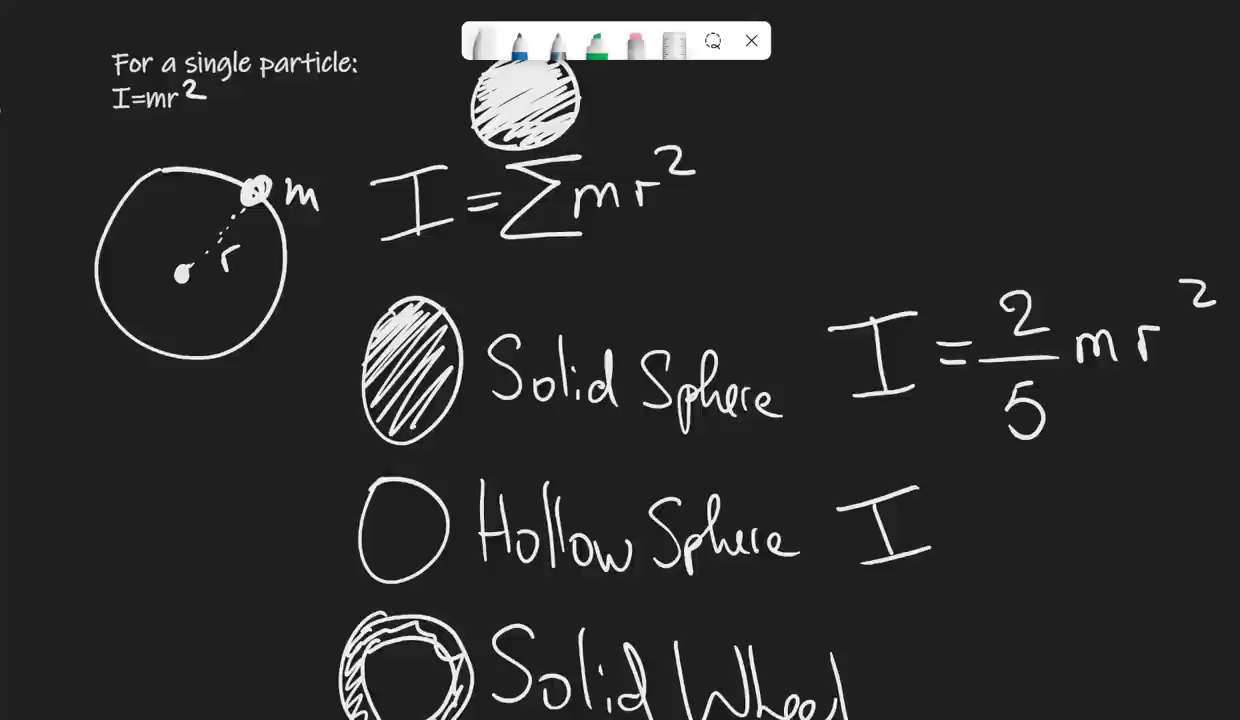 For a single particle:
I=mr²
m
r
I=∑mr²
Solid Sphere I=2/5 mr²
Hollow Sphere I
Solid Wheel